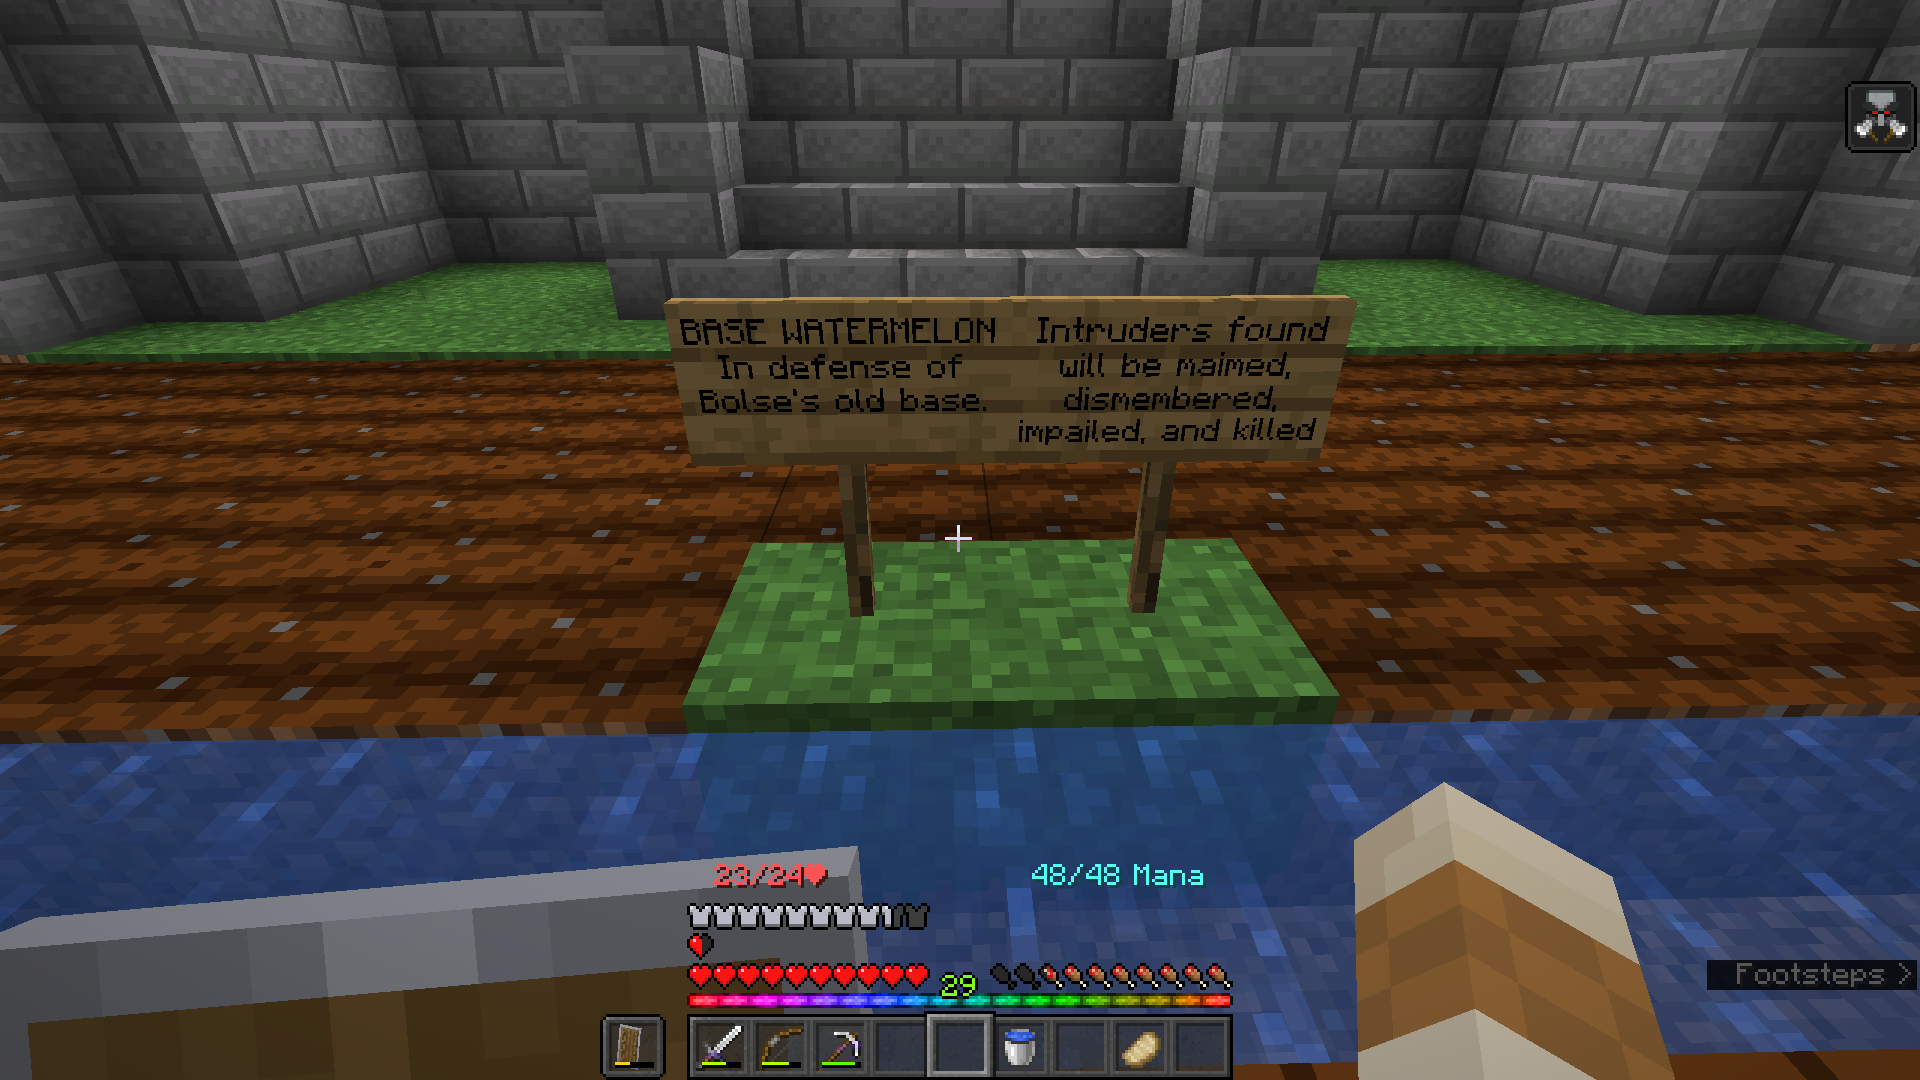 BASE WATERMELON
In defense of
Bolse's old base.
Intruders found
will be maimed,
dismembered,
impailed, and killed
23/24
48/48 Mana
29
Footsteps >